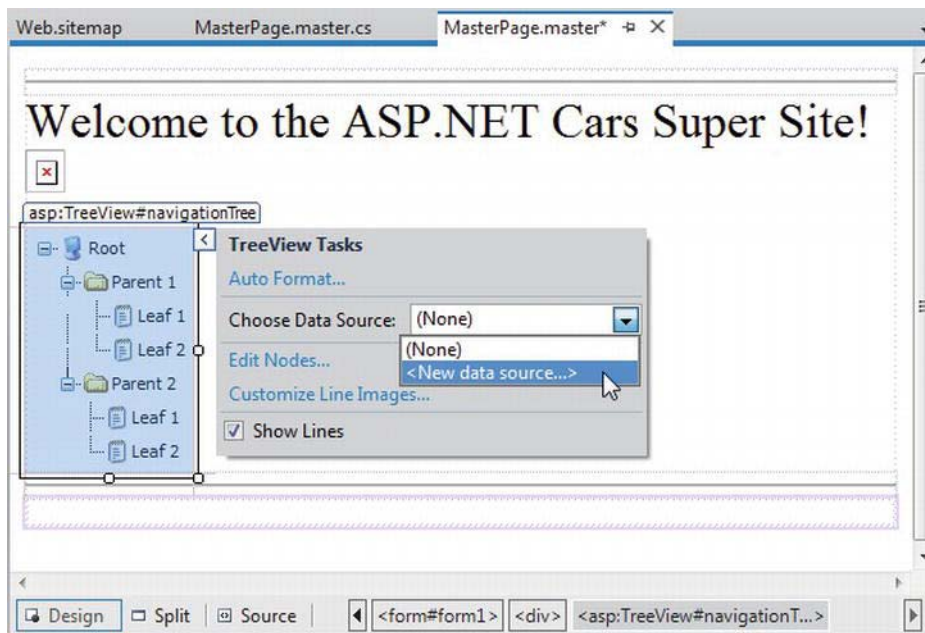 Web.sitemap MasterPage.master.cs MasterPage.master*
Welcome to the ASP.NET Cars Super Site!
asp:TreeView#navigationTree
Root
Parent 1
Leaf 1
Leaf 2
Parent 2
Leaf 1
Leaf 2
TreeView Tasks
Auto Format...
Choose Data Source: (None)
(None)
<New data source...>
Edit Nodes...
Customize Line Images...
Show Lines
Design Split Source <form#form1> <div> <asp:TreeView#navigationT...>